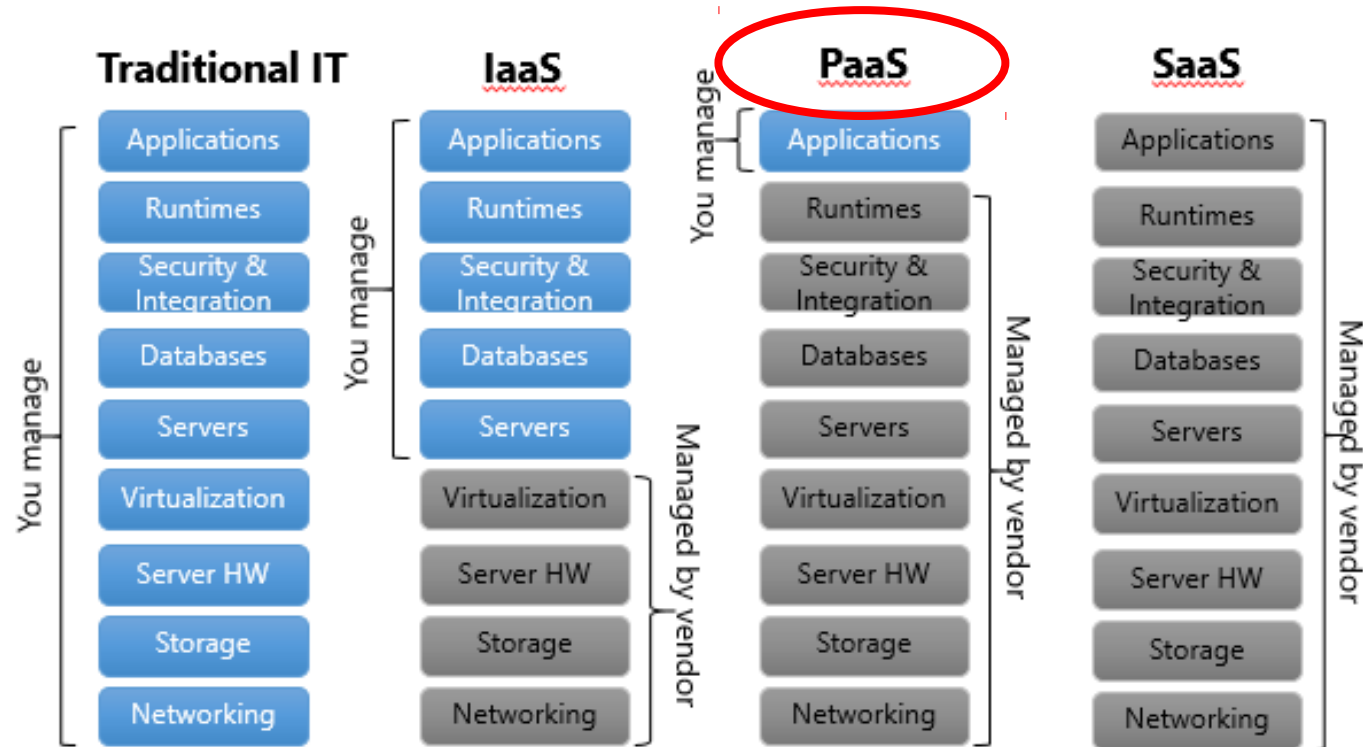 Traditional IT
You manage
Applications
Runtimes
Security &
Integration
Databases
Servers
Virtualization
Server HW
Storage
Networking
IaaS
You manage
Applications
Runtimes
Security &
Integration
Databases
Servers
Virtualization
Server HW
Storage
Networking
Managed by vendor
PaaS
You manage
Applications
Runtimes
Security &
Integration
Databases
Servers
Virtualization
Server HW
Storage
Networking
Managed by vendor
SaaS
Applications
Runtimes
Security &
Integration
Databases
Servers
Virtualization
Server HW
Storage
Networking
Managed by vendor